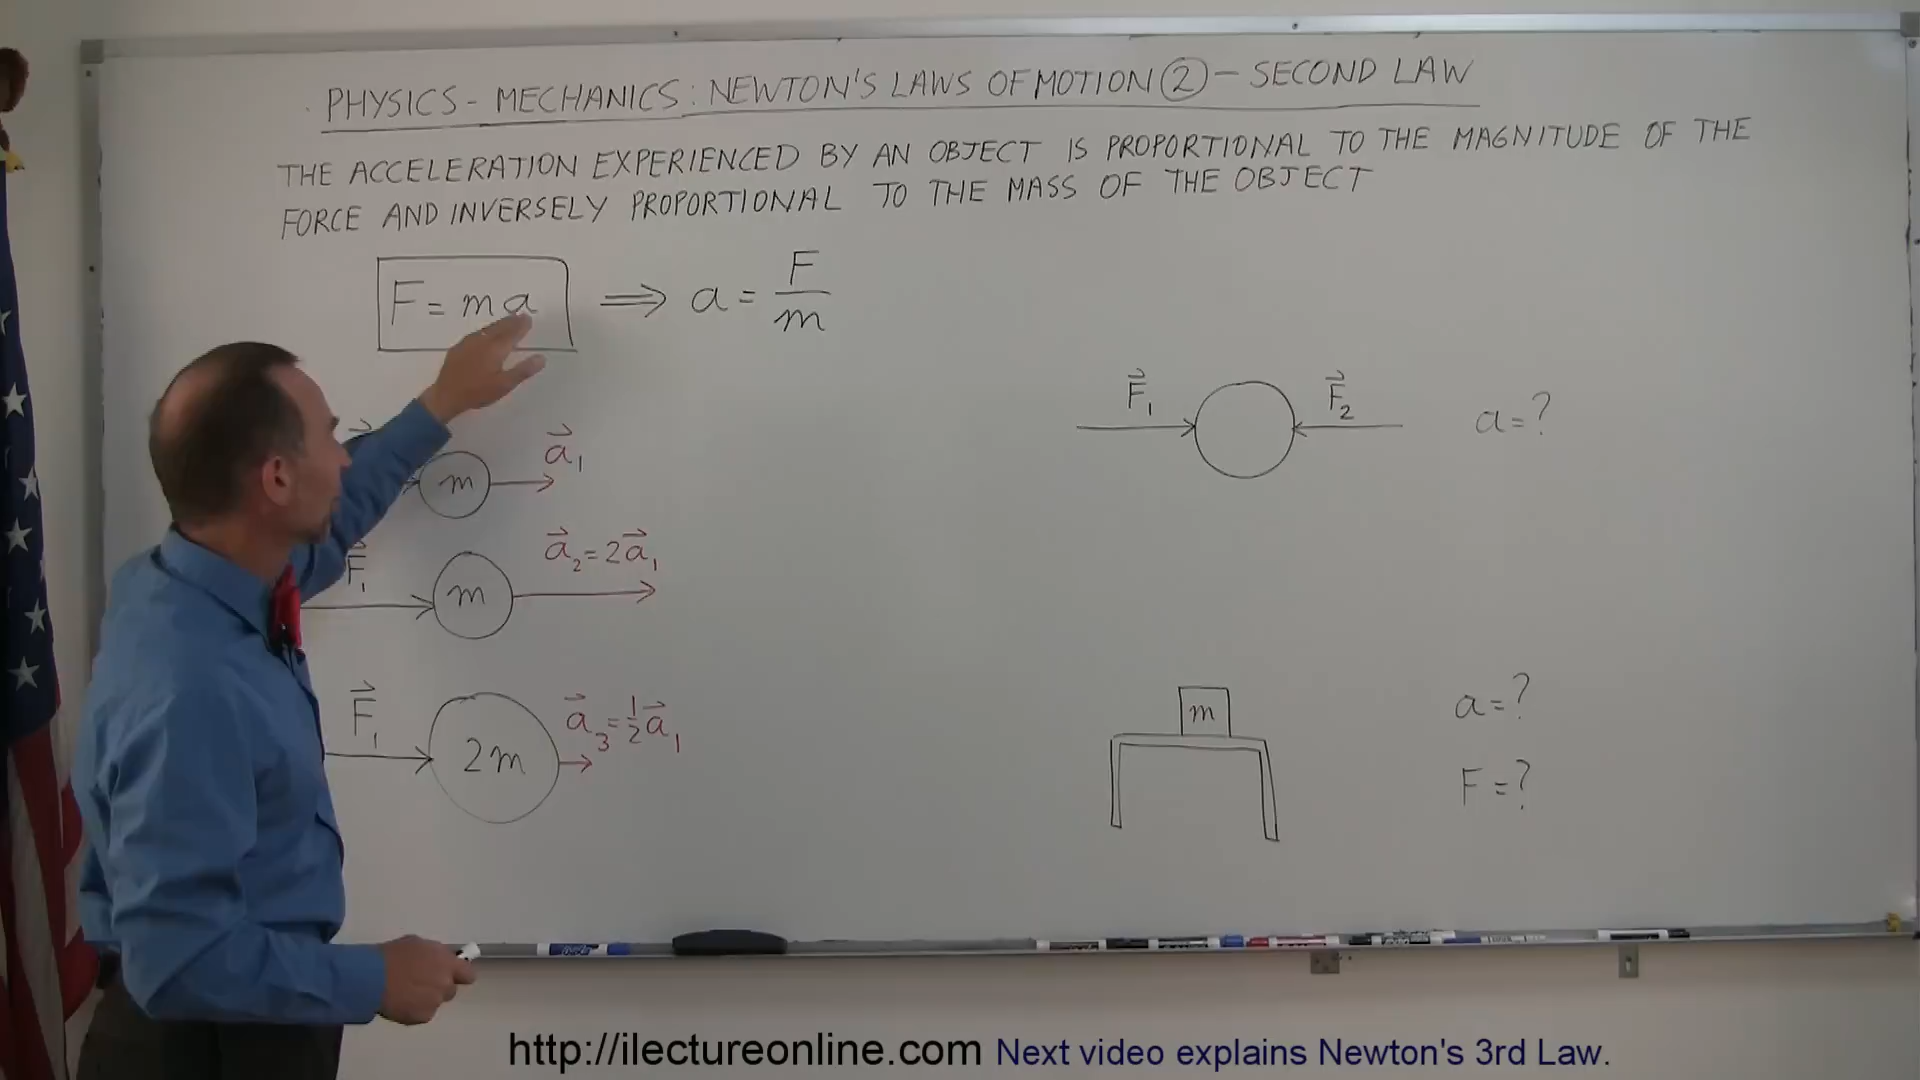 PHYSICS - MECHANICS: NEWTON'S LAWS OF MOTION ② - SECOND LAW
THE ACCELERATION EXPERIENCED BY AN OBJECT IS PROPORTIONAL TO THE MAGNITUDE OF THE
FORCE AND INVERSELY PROPORTIONAL TO THE MASS OF THE OBJECT
F = ma ⟹ a = F/m
m a⃗₁
F⃗₁ m a⃗₂ = 2a⃗₁
F⃗₁ 2m a⃗₃ = ½a⃗₁
F⃗₁ F⃗₂ a = ?
m a = ?
F = ?
http://ilectureonline.com Next video explains Newton's 3rd Law.